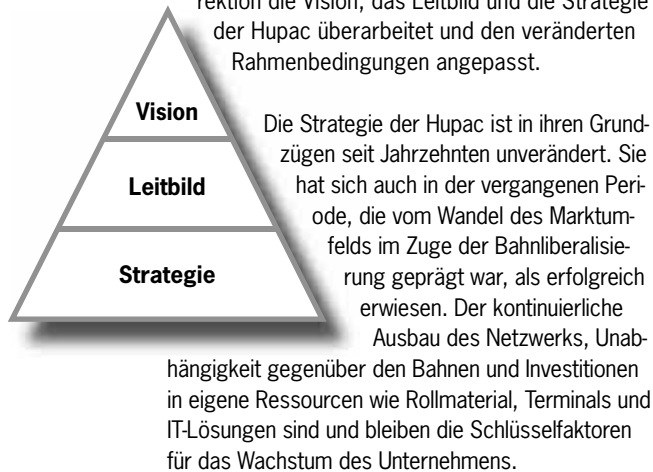 rektion die Vision, das Leitbild und die Strategie
der Hupac überarbeitet und den veränderten
Rahmenbedingungen angepasst.
Vision
Leitbild
Strategie
Die Strategie der Hupac ist in ihren Grund-
zügen seit Jahrzehnten unverändert. Sie
hat sich auch in der vergangenen Peri-
ode, die vom Wandel des Marktum-
felds im Zuge der Bahnliberalisie-
rung geprägt war, als erfolgreich
erwiesen. Der kontinuierliche
Ausbau des Netzwerks, Unab-
hängigkeit gegenüber den Bahnen und Investitionen
in eigene Ressourcen wie Rollmaterial, Terminals und
IT-Lösungen sind und bleiben die Schlüsselfaktoren
für das Wachstum des Unternehmens.